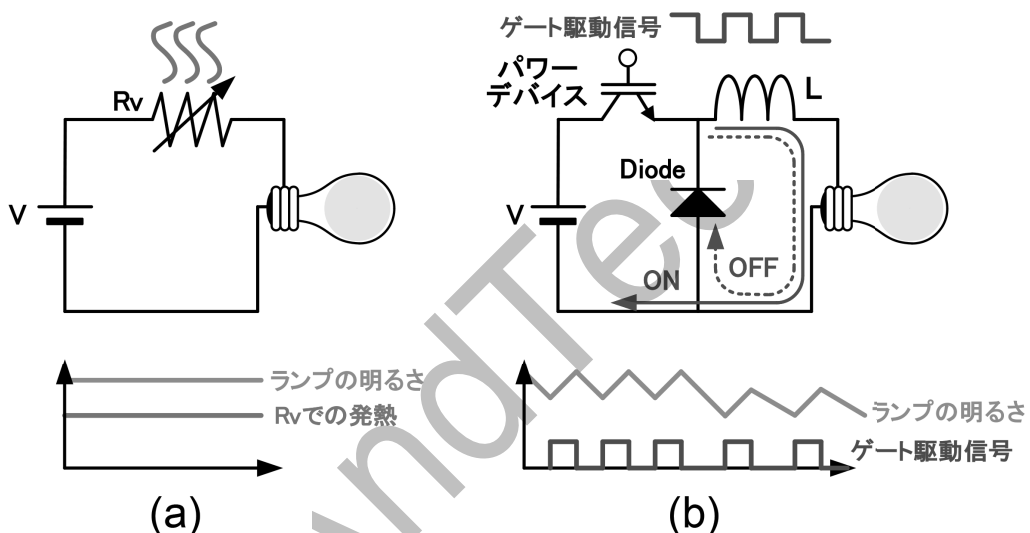 Rv
V
ランプの明るさ
Rvでの発熱
(a)
ゲート駆動信号
パワー
デバイス
L
Diode
V
ON
OFF
ランプの明るさ
ゲート駆動信号
(b)